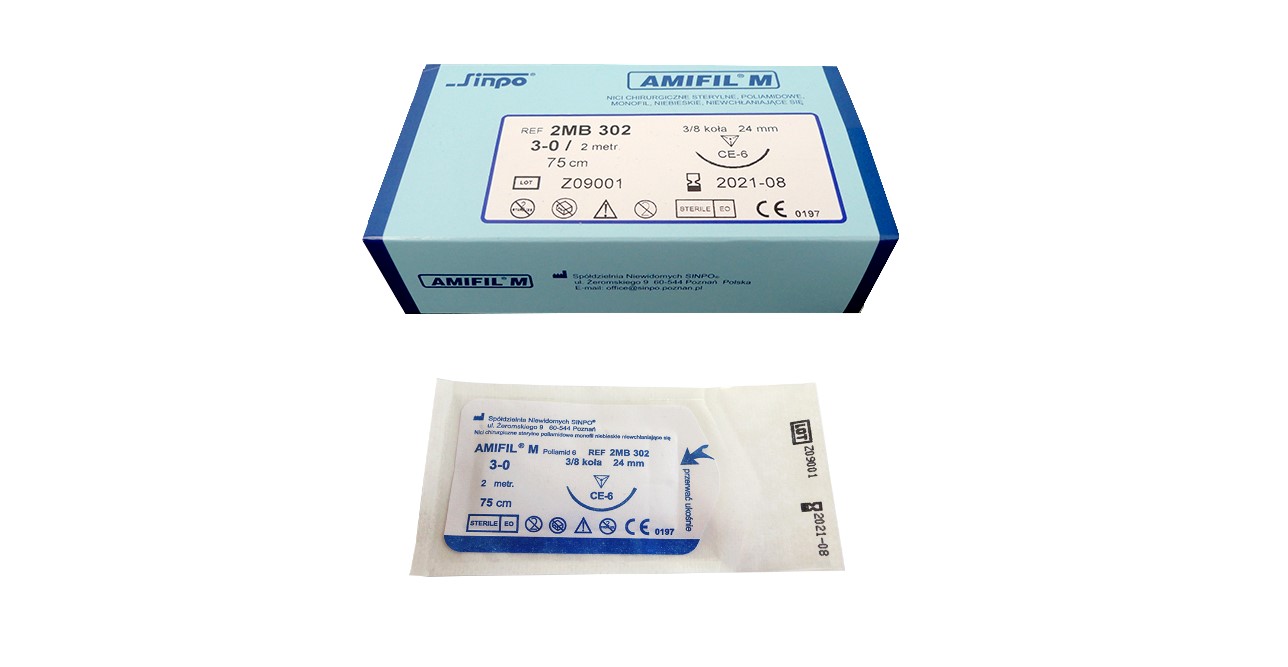 Sinpo®
AMIFIL® M
NICI CHIRURGICZNE STERYLNE, POLIAMIDOWE,
MONOFIL, NIEBIESKIE, NIEWCHŁANIAJĄCE SIĘ
REF 2MB 302
3-0 / 2 metr.
75 cm
3/8 koła 24 mm
CE-6
LOT Z09001
2021-08
STERILE EO
CE 0197
AMIFIL® M
Spółdzielnia Niewidomych SINPO®
ul. Żeromskiego 9 60-544 Poznań Polska
E-mail: office@sinpo.poznan.pl
Spółdzielnia Niewidomych SINPO®
ul. Żeromskiego 9 60-544 Poznań
Nici chirurgiczne sterylne poliamidowe monofil niebieskie niewchłaniające się
AMIFIL® M Poliamid 6 REF 2MB 302
3-0 3/8 koła 24 mm
2 metr.
CE-6
75 cm
STERILE EO
CE 0197
przerwać ukośnie
LOT Z09001
2021-08